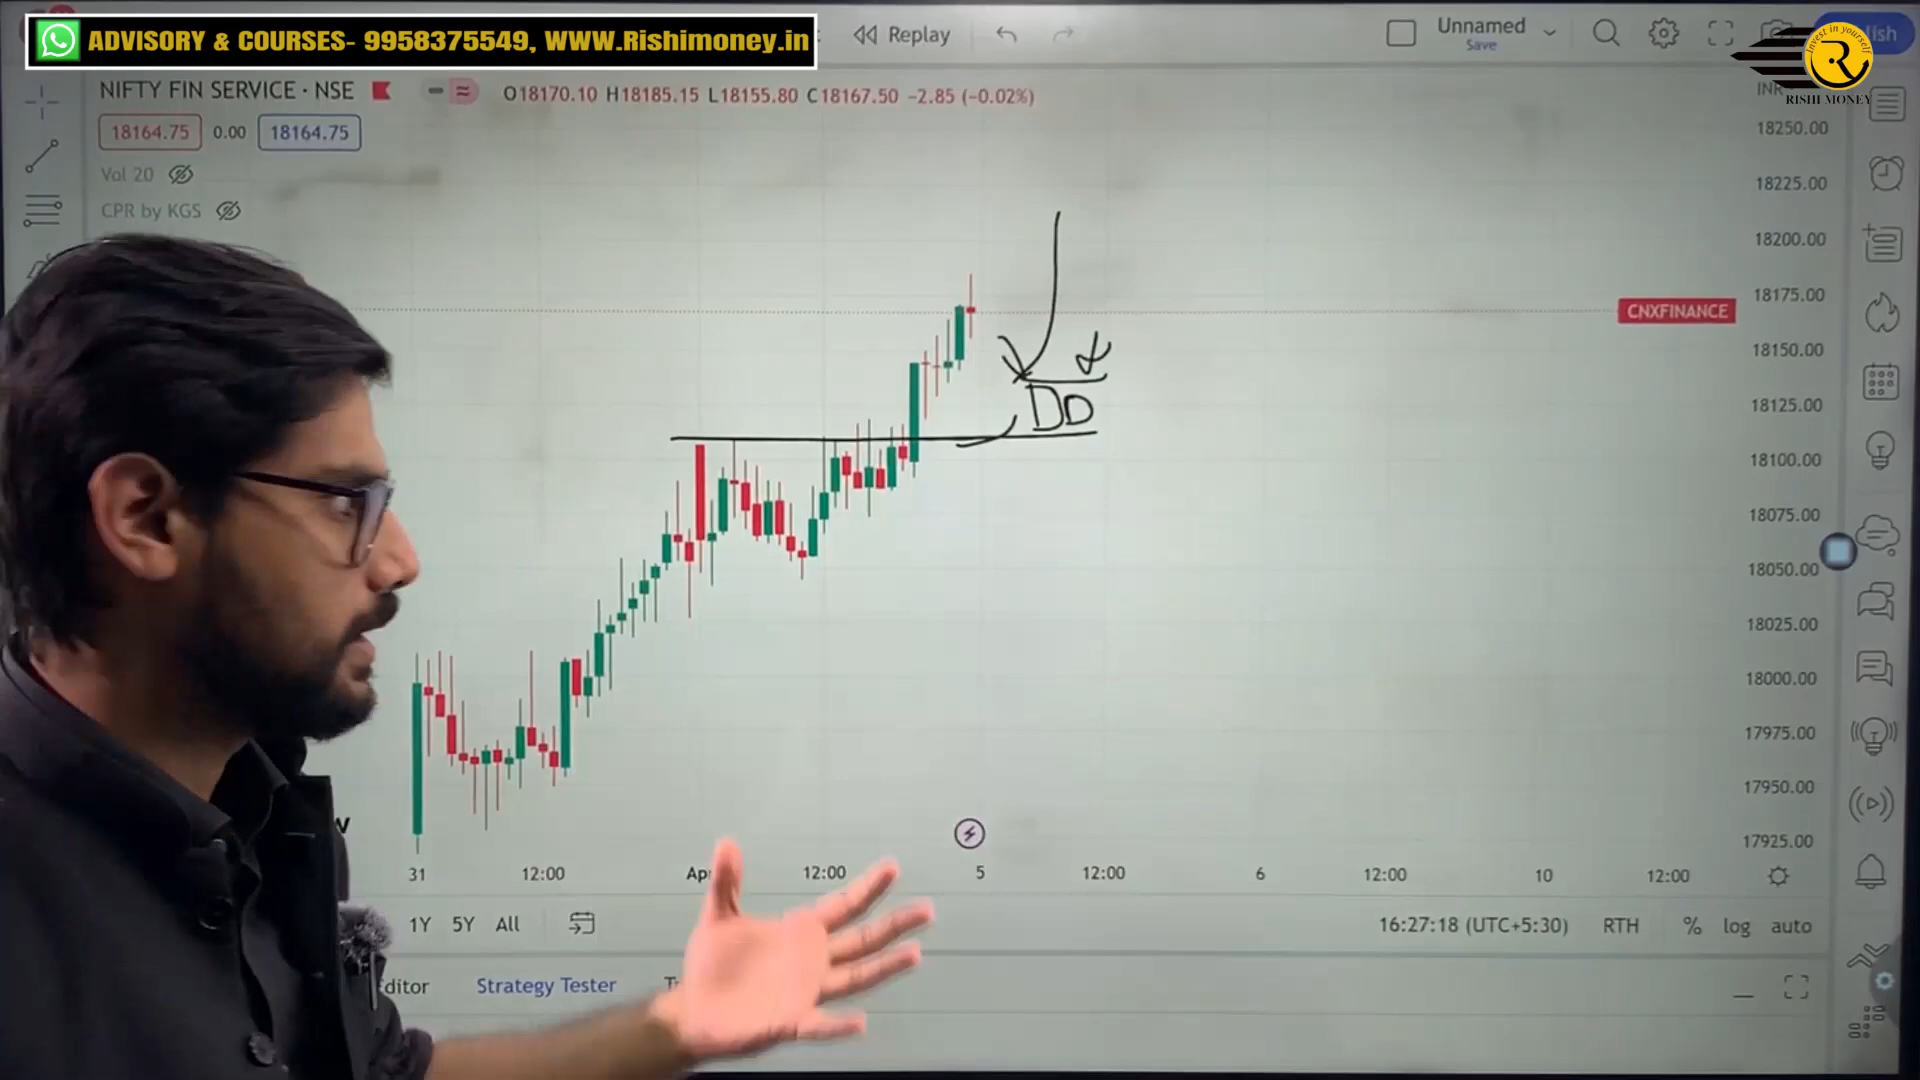 ADVISORY & COURSES- 9958375549, WWW.Rishimoney.in
Replay
Unnamed
Save
Invest in yourself
R
RISHI MONEY
NIFTY FIN SERVICE · NSE
O18170.10 H18185.15 L18155.80 C18167.50 −2.85 (−0.02%)
18164.75 0.00 18164.75
Vol 20
CPR by KGS
INR
18250.00
18225.00
18200.00
18175.00
CNXFINANCE
18150.00
18125.00
18100.00
18075.00
18050.00
18025.00
18000.00
17975.00
17950.00
17925.00
DD
31 12:00 Ap 12:00 5 12:00 6 12:00 10 12:00
1Y 5Y All
16:27:18 (UTC+5:30) RTH % log auto
ditor Strategy Tester